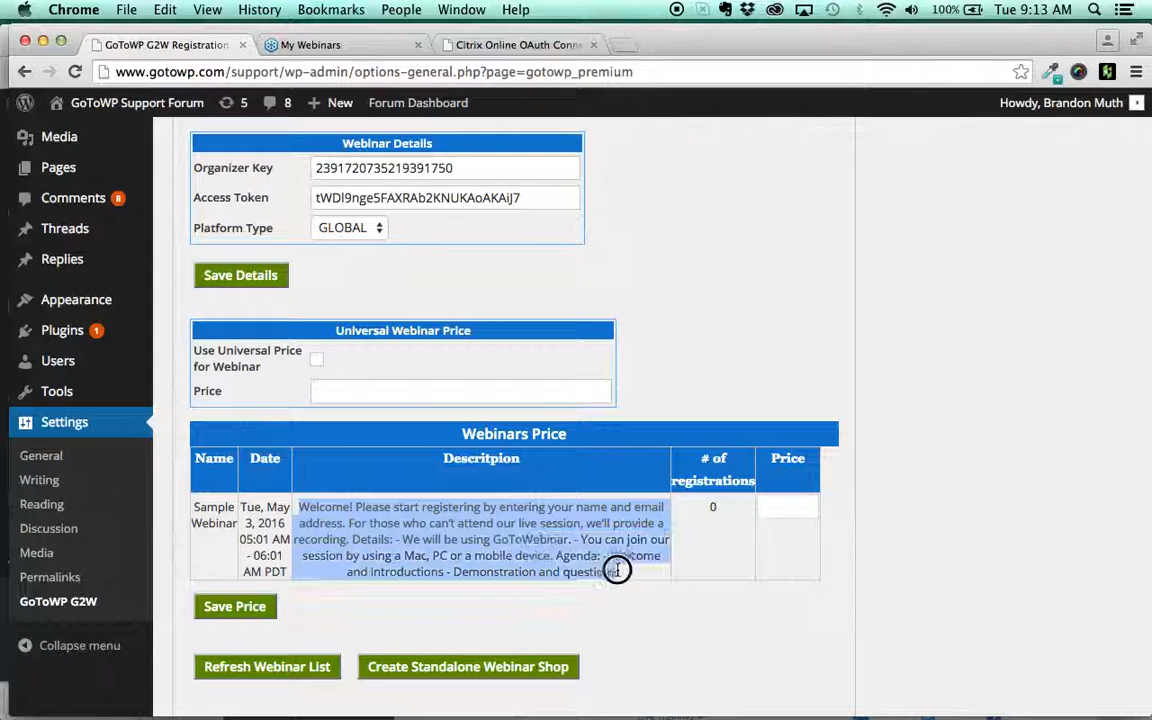 Chrome File Edit View History Bookmarks People Window Help 100% Tue 9:13 AM
GoToWP G2W Registration My Webinars Citrix Online OAuth Conne
www.gotowp.com/support/wp-admin/options-general.php?page=gotowp_premium
GoToWP Support Forum 5 8 New Forum Dashboard Howdy, Brandon Muth
Media
Pages
Comments 8
Threads
Replies
Appearance
Plugins 1
Users
Tools
Settings
General
Writing
Reading
Discussion
Media
Permalinks
GoToWP G2W
Collapse menu
Webinar Details
Organizer Key 2391720735219391750
Access Token tWDl9nge5FAXRAb2KNUKAoAKAiJ7
Platform Type GLOBAL
Save Details
Universal Webinar Price
Use Universal Price
for Webinar
Price
Webinars Price
Name Date Descritpion # of registrations Price
Sample Webinar
Tue, May
3, 2016
05:01 AM
- 06:01
AM PDT
Welcome! Please start registering by entering your name and email
address. For those who can't attend our live session, we'll provide a
recording. Details: - We will be using GoToWebinar. - You can join our
session by using a Mac, PC or a mobile device. Agenda: - Welcome
and Introductions - Demonstration and
0
Save Price
Refresh Webinar List Create Standalone Webinar Shop